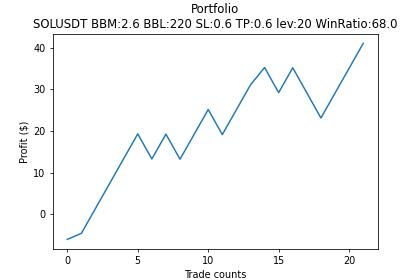 Portfolio
SOLUSDT BBM:2.6 BBL:220 SL:0.6 TP:0.6 lev:20 WinRatio:68.0
40
30
20
10
0
Profit ($)
0 5 10 15 20
Trade counts